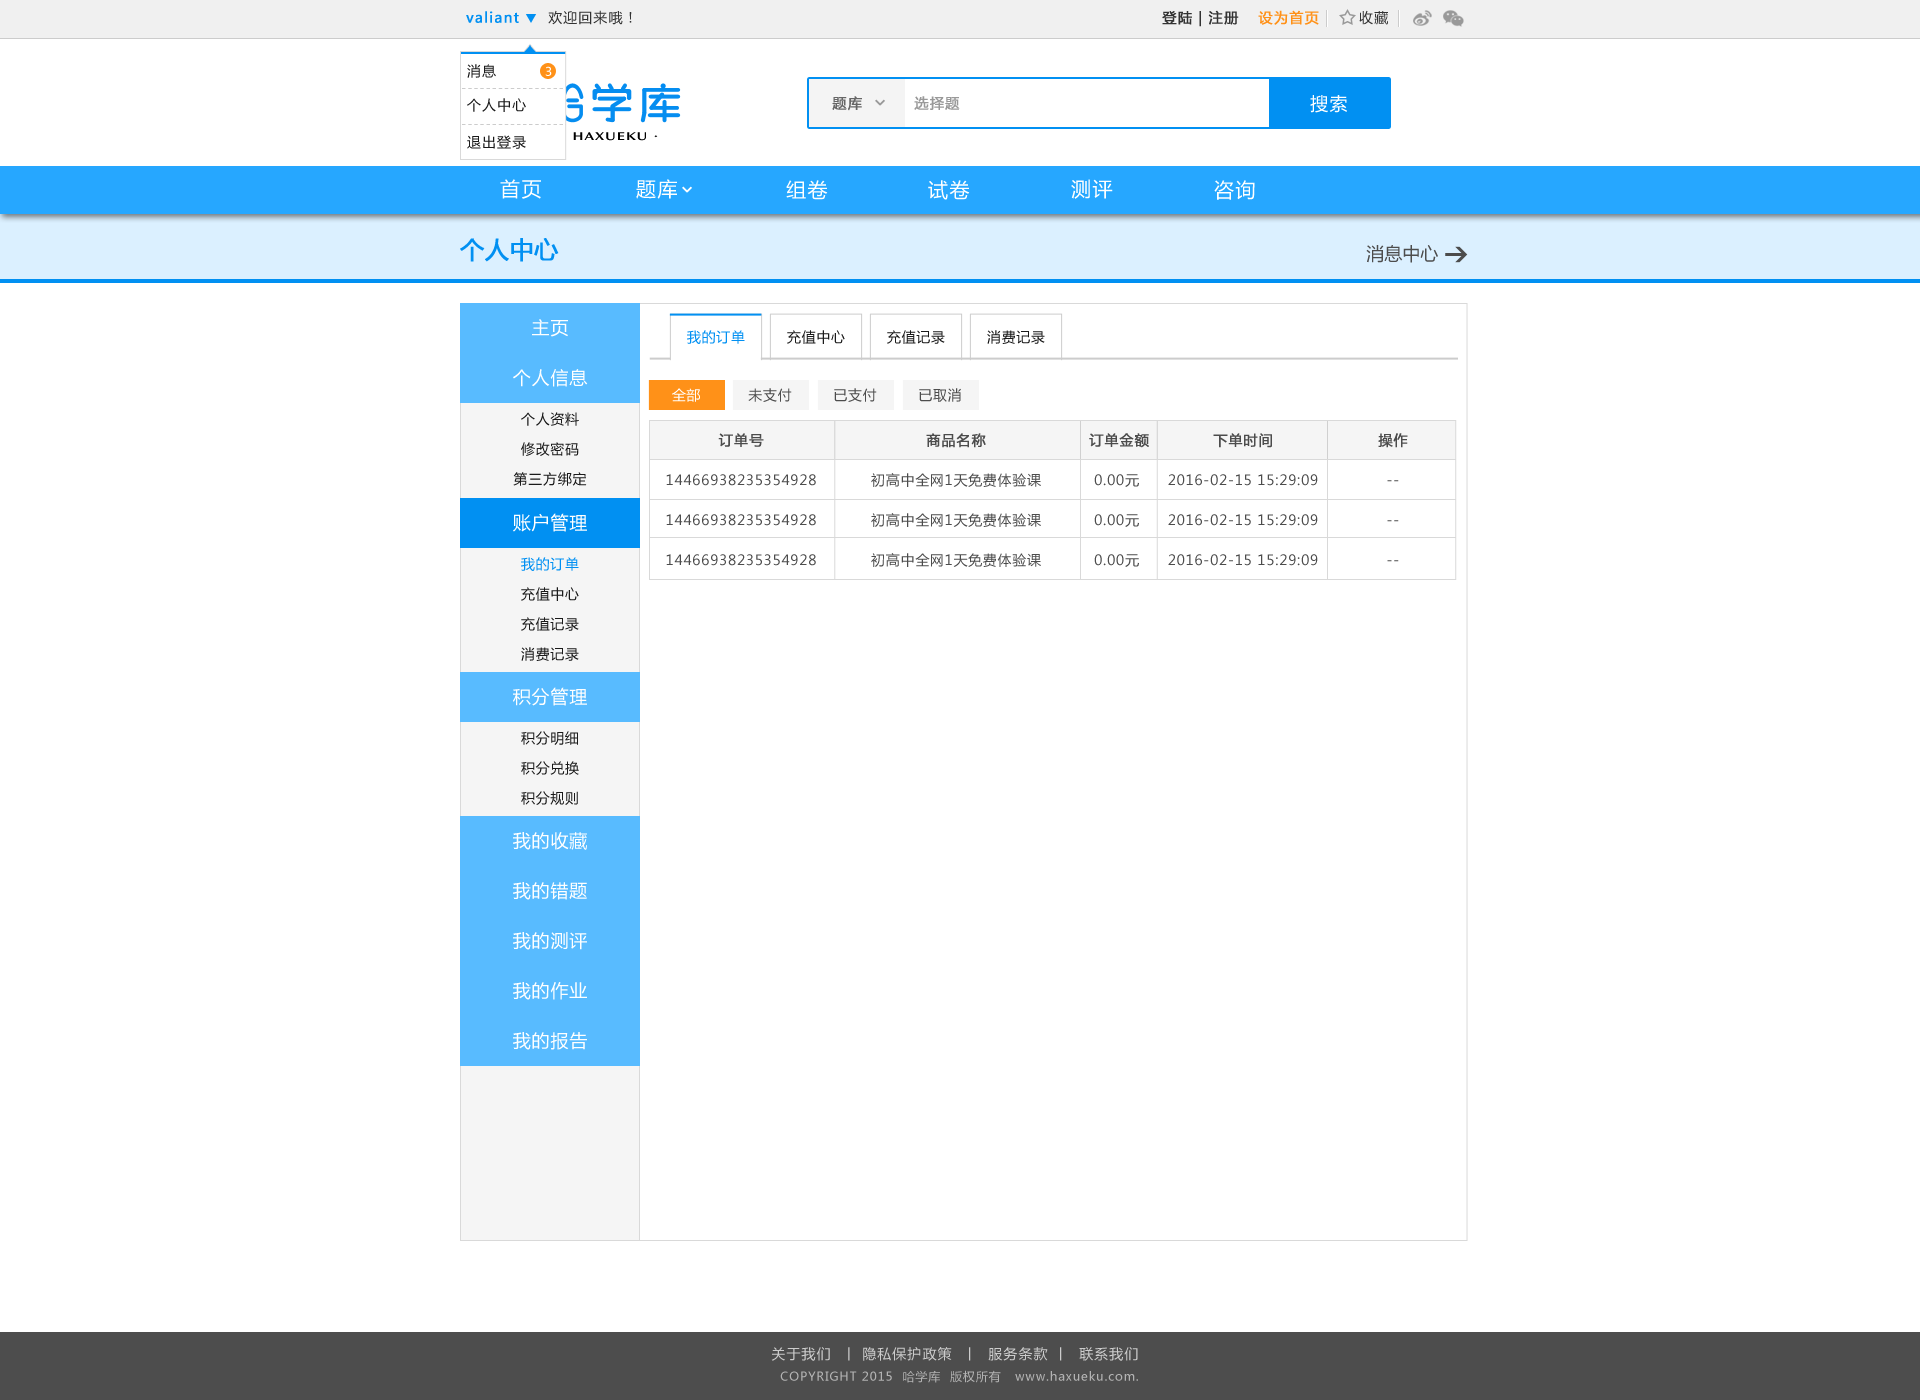 valiant ▼ 欢迎回来哦！ 登陆 | 注册 设为首页 收藏
消息 3
个人中心
退出登录
哈学库
HAXUEKU ·
题库 选择题 搜索
首页 题库 组卷 试卷 测评 咨询
个人中心 消息中心
主页
个人信息
个人资料
修改密码
第三方绑定
账户管理
我的订单
充值中心
充值记录
消费记录
积分管理
积分明细
积分兑换
积分规则
我的收藏
我的错题
我的测评
我的作业
我的报告
我的订单 充值中心 充值记录 消费记录
全部 未支付 已支付 已取消
订单号 商品名称 订单金额 下单时间 操作
14466938235354928 初高中全网1天免费体验课 0.00元 2016-02-15 15:29:09 --
14466938235354928 初高中全网1天免费体验课 0.00元 2016-02-15 15:29:09 --
14466938235354928 初高中全网1天免费体验课 0.00元 2016-02-15 15:29:09 --
关于我们 | 隐私保护政策 | 服务条款 | 联系我们
COPYRIGHT 2015 哈学库 版权所有 www.haxueku.com.